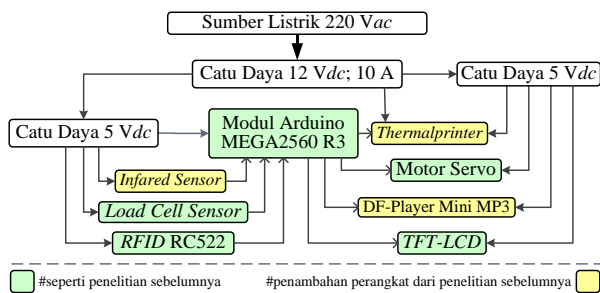 Sumber Listrik 220 Vac
Catu Daya 12 Vdc; 10 A
Catu Daya 5 Vdc
Catu Daya 5 Vdc
Modul Arduino
MEGA2560 R3
Thermalprinter
Motor Servo
Infared Sensor
Load Cell Sensor
DF-Player Mini MP3
RFID RC522
TFT-LCD
#seperti penelitian sebelumnya
#penambahan perangkat dari penelitian sebelumnya